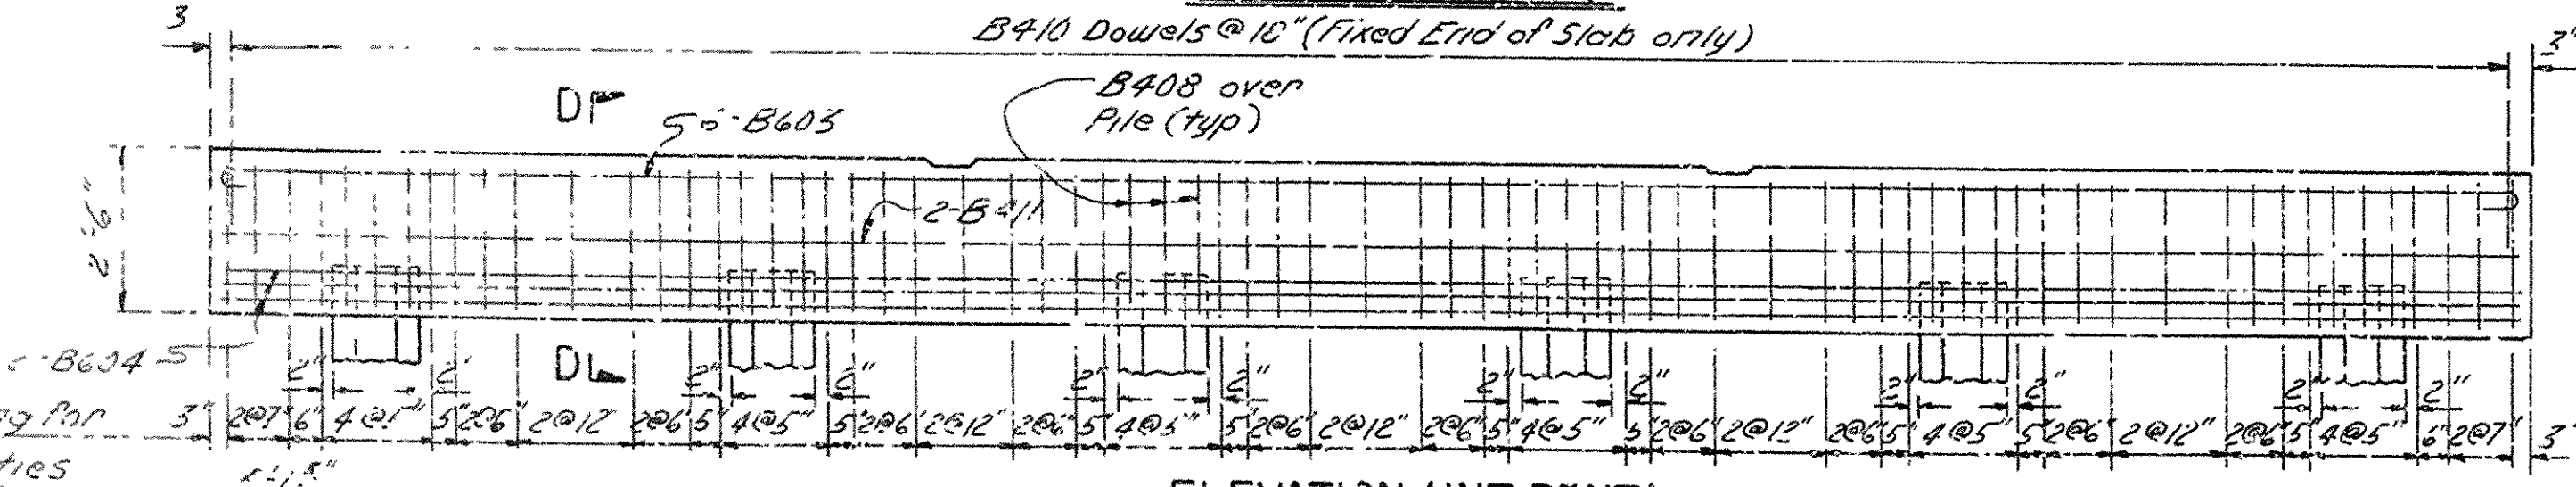 B410 Dowels @ 18" (Fixed End of Slab only)
3 3"
B408 over
Pile (typ)
D
5 - B603
2-B411
2'-6"
D
-B604
2" 2" 2" 2" 2" 2" 2" 2" 2" 2" 2" 2"
3" 2@7" 6" 4@5" 5" 2@6" 2@12" 2@6" 5" 4@5" 5" 2@6" 2@12" 2@6" 5" 4@5" 5" 2@6" 2@12" 2@6" 5" 4@5" 5" 2@6" 2@12" 2@6" 5" 4@5" 5" 2@6" 2@12" 2@6" 5" 4@5" 6" 2@7" 3"
for
ties
ELEVATION